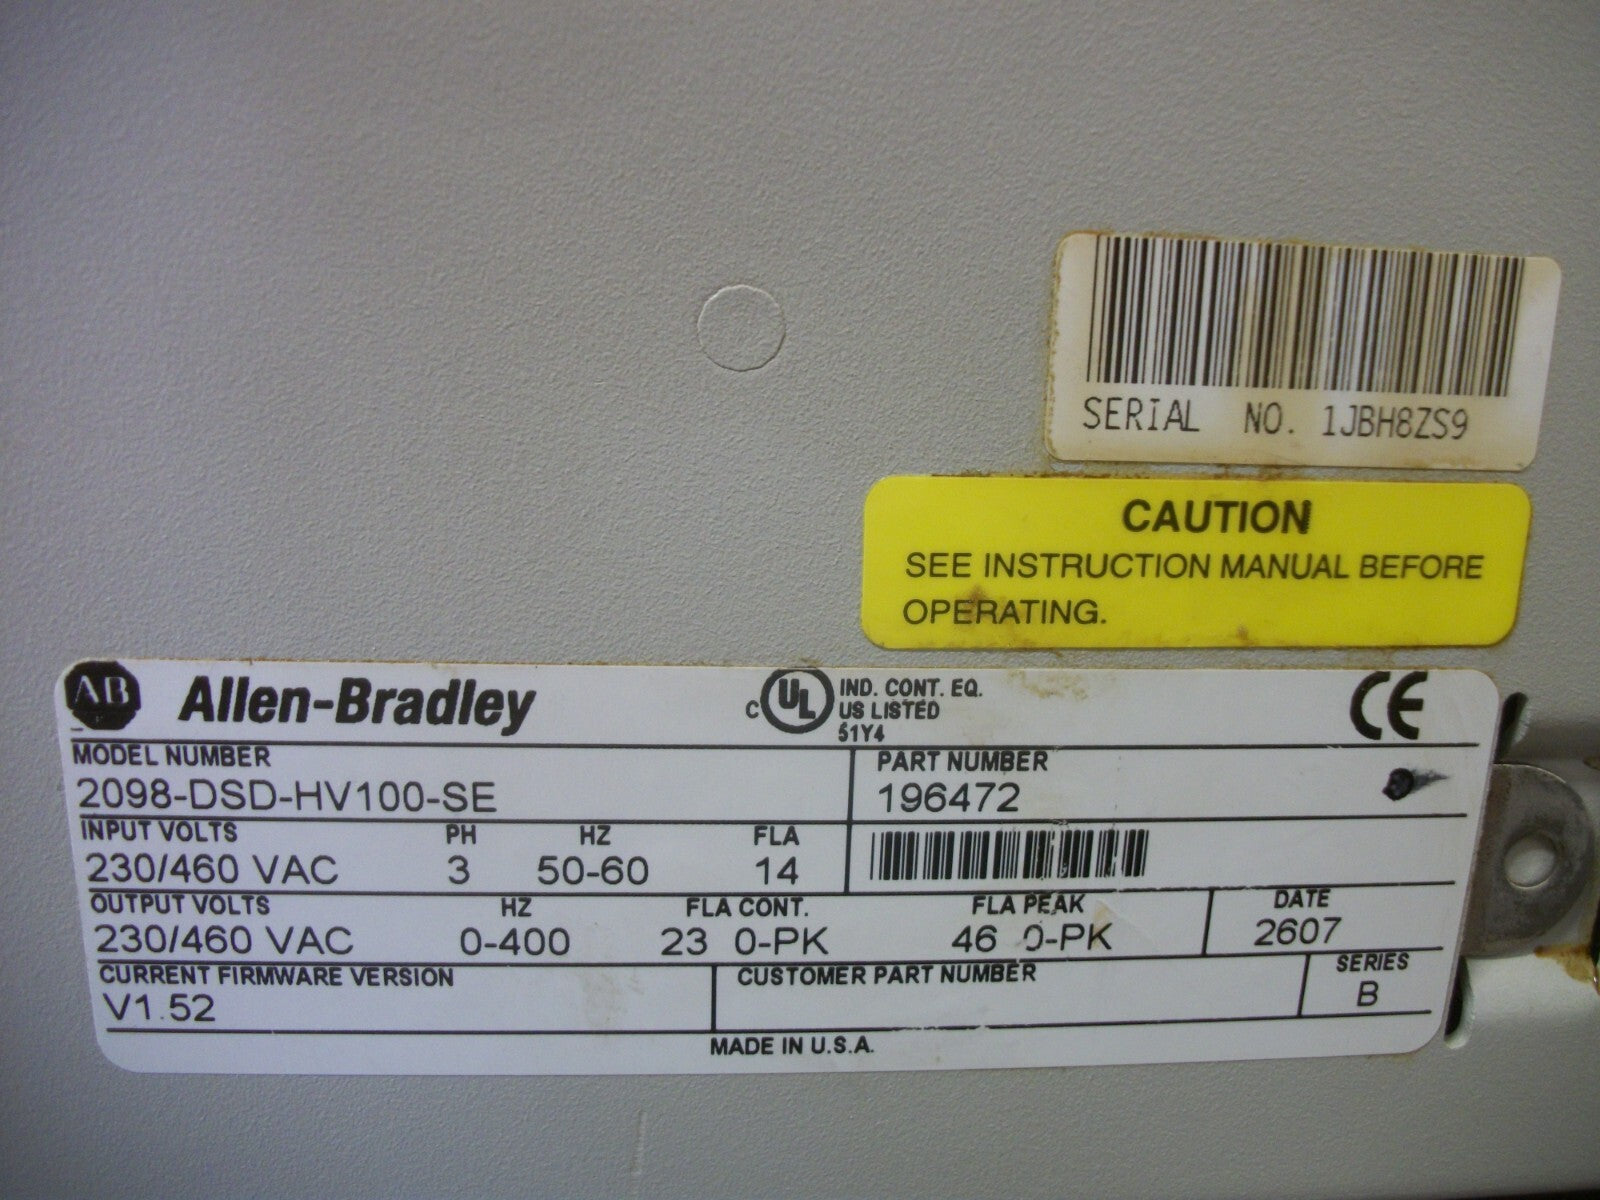 SERIAL NO. 1JBH8ZS9
CAUTION
SEE INSTRUCTION MANUAL BEFORE
OPERATING.
AB Allen-Bradley
C UL IND. CONT. EQ.
US LISTED
51Y4
CE
MODEL NUMBER
2098-DSD-HV100-SE
PART NUMBER
196472
INPUT VOLTS PH HZ FLA
230/460 VAC 3 50-60 14
OUTPUT VOLTS HZ FLA CONT. FLA PEAK DATE
230/460 VAC 0-400 23 0-PK 46 0-PK 2607
CURRENT FIRMWARE VERSION
V1.52
CUSTOMER PART NUMBER
SERIES
B
MADE IN U.S.A.